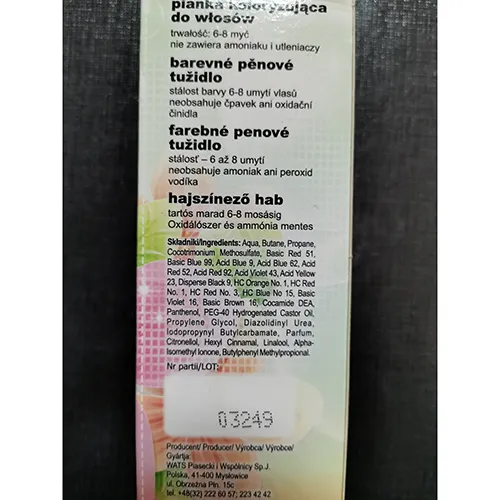 pianka koloryzująca
do włosów
trwałość: 6-8 myć
nie zawiera amoniaku i utleniaczy
barevné pěnové
tužidlo
stálost barvy 6-8 umytí vlasů
neobsahuje čpavek ani oxidační
činidla
farebné penové
tužidlo
stálosť – 6 až 8 umytí
neobsahuje amoniak ani peroxid
vodíka
hajszínező hab
tartós marad 6-8 mosásig
Oxidálószer és ammónia mentes
Składniki/Ingredients: Aqua, Butane, Propane,
Cocotrimonium Methosulfate, Basic Red 51,
Basic Blue 99, Acid Blue 9, Acid Blue 62, Acid
Red 52, Acid Red 92, Acid Violet 43, Acid Yellow
23, Disperse Black 9, HC Orange No. 1, HC Red
No. 1, HC Red No. 3, HC Blue No 15, Basic
Violet 16, Basic Brown 16, Cocamide DEA,
Panthenol, PEG-40 Hydrogenated Castor Oil,
Propylene Glycol, Diazolidinyl Urea,
Iodopropynyl Butylcarbamate, Parfum,
Citronellol, Hexyl Cinnamal, Linalool, Alpha-
Isomethyl Ionone, Butylphenyl Methylpropional.
Nr partii/LOT:
03249
Producent/ Producer/ Výrobca/ Výrobce/
Gyártja:
WATS Piasecki i Wspólnicy Sp.J.
Polska, 41-400 Mysłowice
ul. Obrzeżna Płn. 15c
tel. +48(32) 222 60 57; 223 42 42